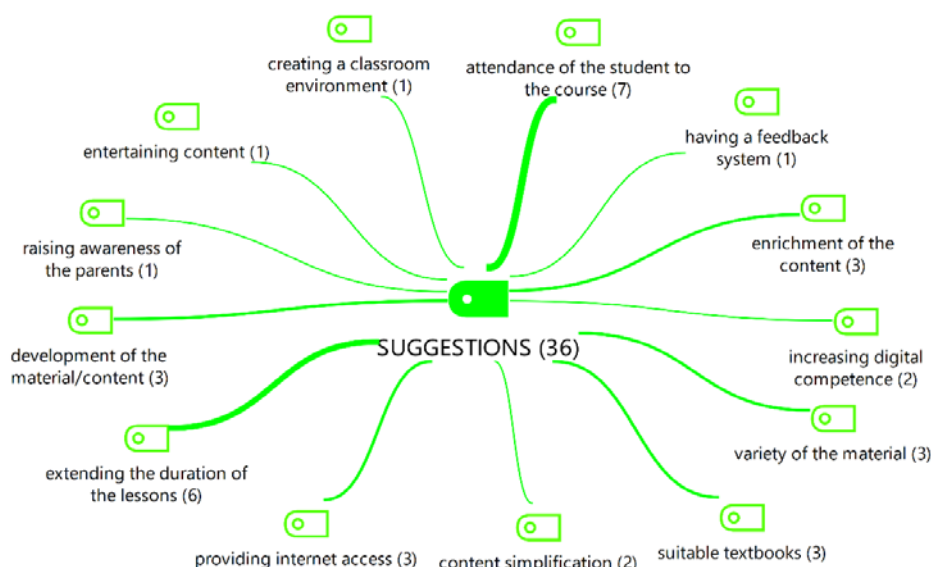 creating a classroom
environment (1)
attendance of the student to
the course (7)
having a feedback
system (1)
entertaining content (1)
raising awareness of
the parents (1)
enrichment of the
content (3)
development of the
material/content (3)
SUGGESTIONS (36)
increasing digital
competence (2)
extending the duration of
the lessons (6)
variety of the material (3)
providing internet access (3)
content simplification (2)
suitable textbooks (3)